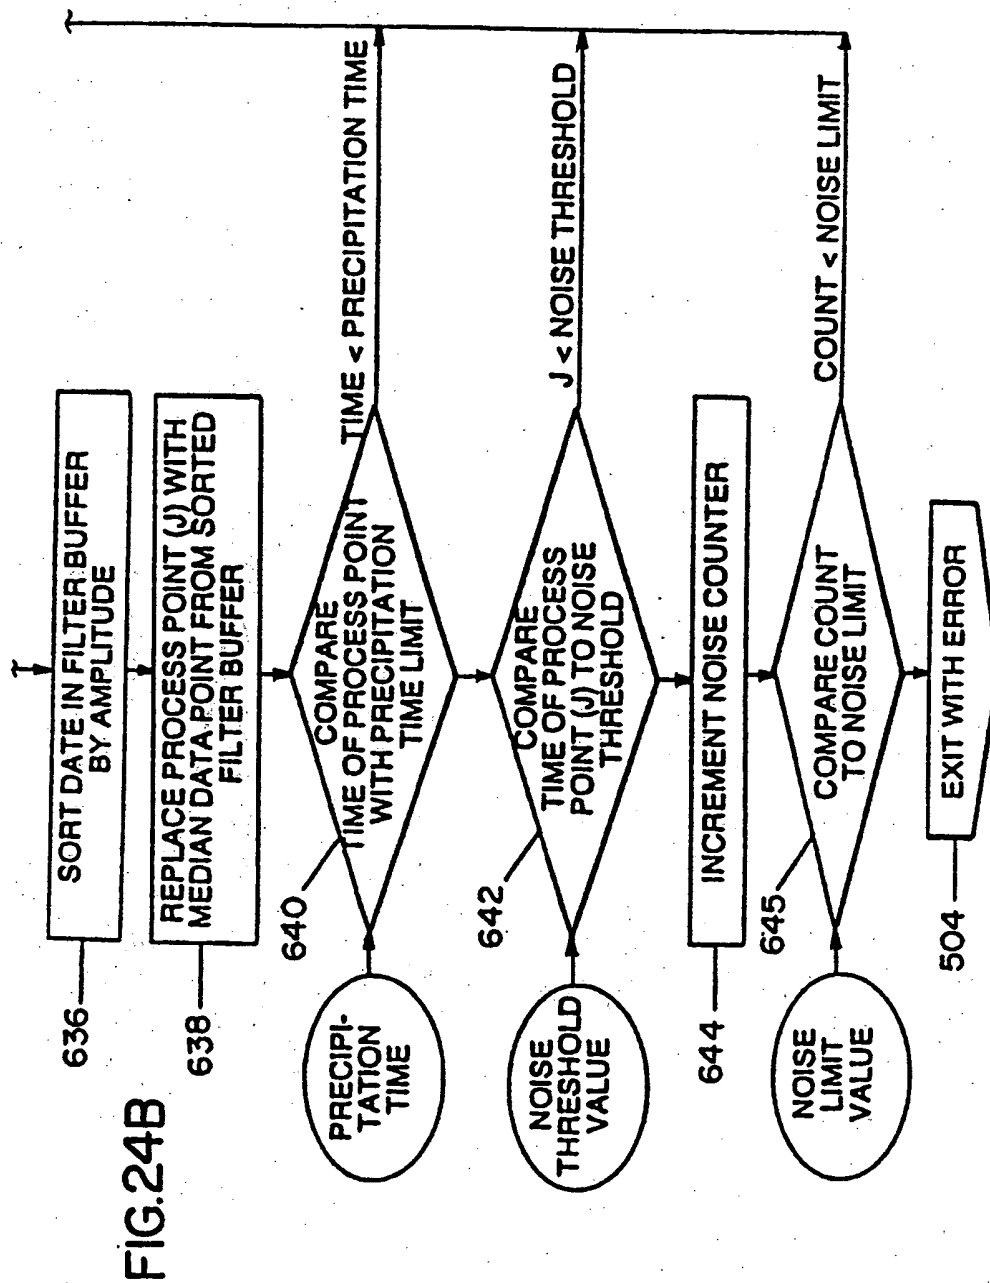 FIG.24B
636
SORT DATE IN FILTER BUFFER
BY AMPLITUDE
638
REPLACE PROCESS POINT (J) WITH
MEDIAN DATA POINT FROM SORTED
FILTER BUFFER
PRECIPI-
TATION
TIME
640
COMPARE
TIME OF PROCESS POINT
WITH PRECIPITATION
TIME LIMIT
TIME < PRECIPITATION TIME
NOISE
THRESHOLD
VALUE
642
COMPARE
TIME OF PROCESS
POINT (J) TO NOISE
THRESHOLD
J < NOISE THRESHOLD
644
INCREMENT NOISE COUNTER
NOISE
LIMIT
VALUE
645
COMPARE COUNT
TO NOISE LIMIT
COUNT < NOISE LIMIT
504
EXIT WITH ERROR